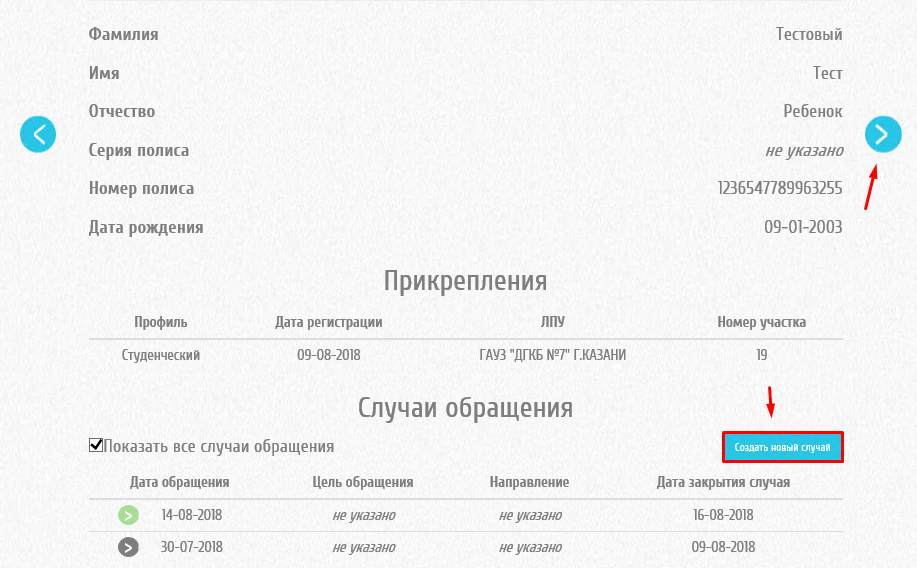 Фамилия Тестовый
Имя Тест
Отчество Ребенок
Серия полиса не указано
Номер полиса 1236547789963255
Дата рождения 09-01-2003
Прикрепления
Профиль Дата регистрации ЛПУ Номер участка
Студенческий 09-08-2018 ГАУЗ "ДГКБ №7" Г.КАЗАНИ 19
Случаи обращения
Показать все случаи обращения Создать новый случай
Дата обращения Цель обращения Направление Дата закрытия случая
14-08-2018 не указано не указано 16-08-2018
30-07-2018 не указано не указано 09-08-2018